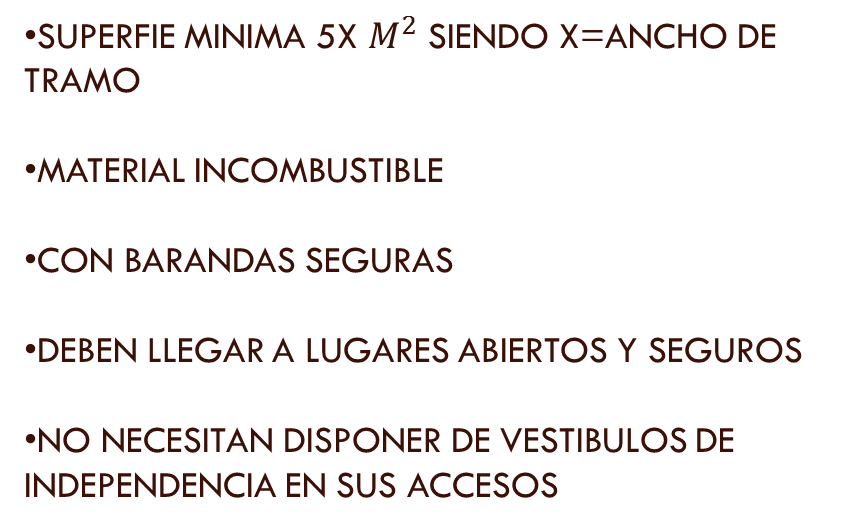 •SUPERFIE MINIMA 5X M² SIENDO X=ANCHO DE
TRAMO
•MATERIAL INCOMBUSTIBLE
•CON BARANDAS SEGURAS
•DEBEN LLEGAR A LUGARES ABIERTOS Y SEGUROS
•NO NECESITAN DISPONER DE VESTIBULOS DE
INDEPENDENCIA EN SUS ACCESOS